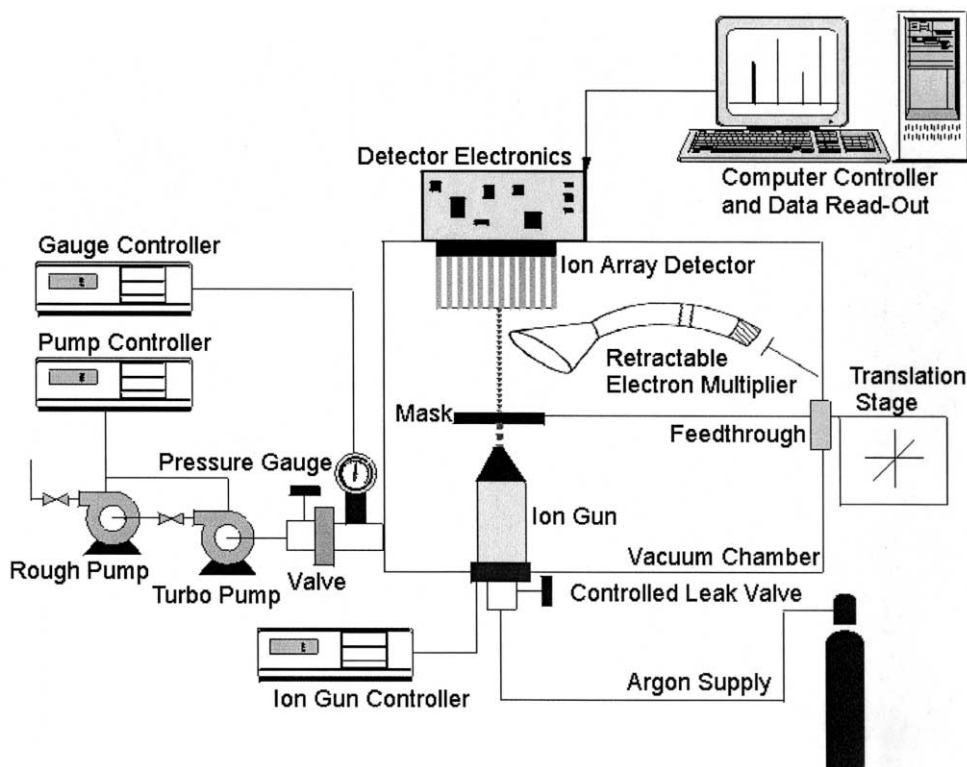 Detector Electronics
Computer Controller
and Data Read-Out
Gauge Controller
Ion Array Detector
Pump Controller
Retractable
Electron Multiplier
Translation
Stage
Mask
Feedthrough
Pressure Gauge
Ion Gun
Rough Pump
Turbo Pump
Valve
Vacuum Chamber
Controlled Leak Valve
Ion Gun Controller
Argon Supply